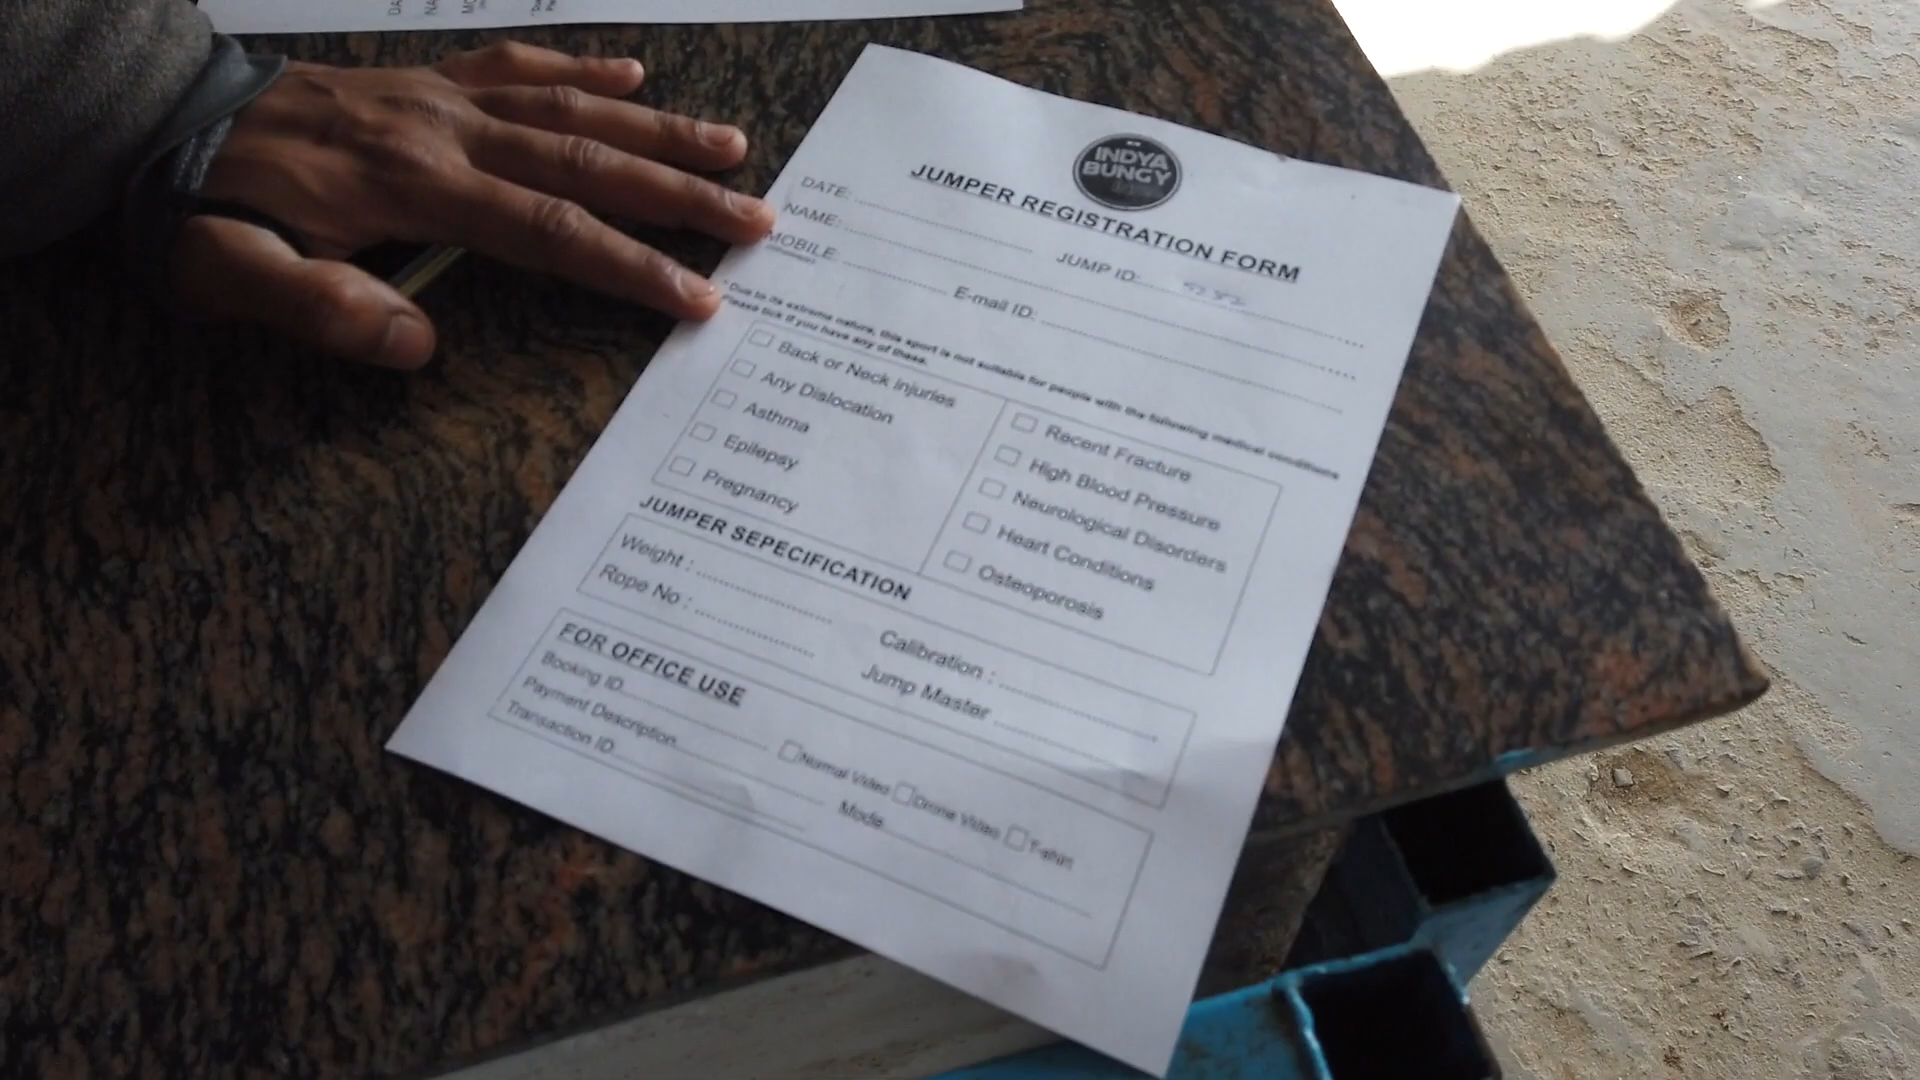 INDYA
BUNGY
JUMPER REGISTRATION FORM
DATE:
JUMP ID:
NAME:
MOBILE:
E-mail ID:
* Due to its extreme nature, this sport is not suitable for people with the following medical conditions
Please tick if you have any of these.
Back or Neck Injuries
Any Dislocation
Asthma
Epilepsy
Pregnancy
Recent Fracture
High Blood Pressure
Neurological Disorders
Heart Conditions
Osteoporosis
JUMPER SEPECIFICATION
Weight :
Calibration :
Rope No :
Jump Master
FOR OFFICE USE
Booking ID
Normal Video Drone Video T-shirt
Payment Description
Mode
Transaction ID